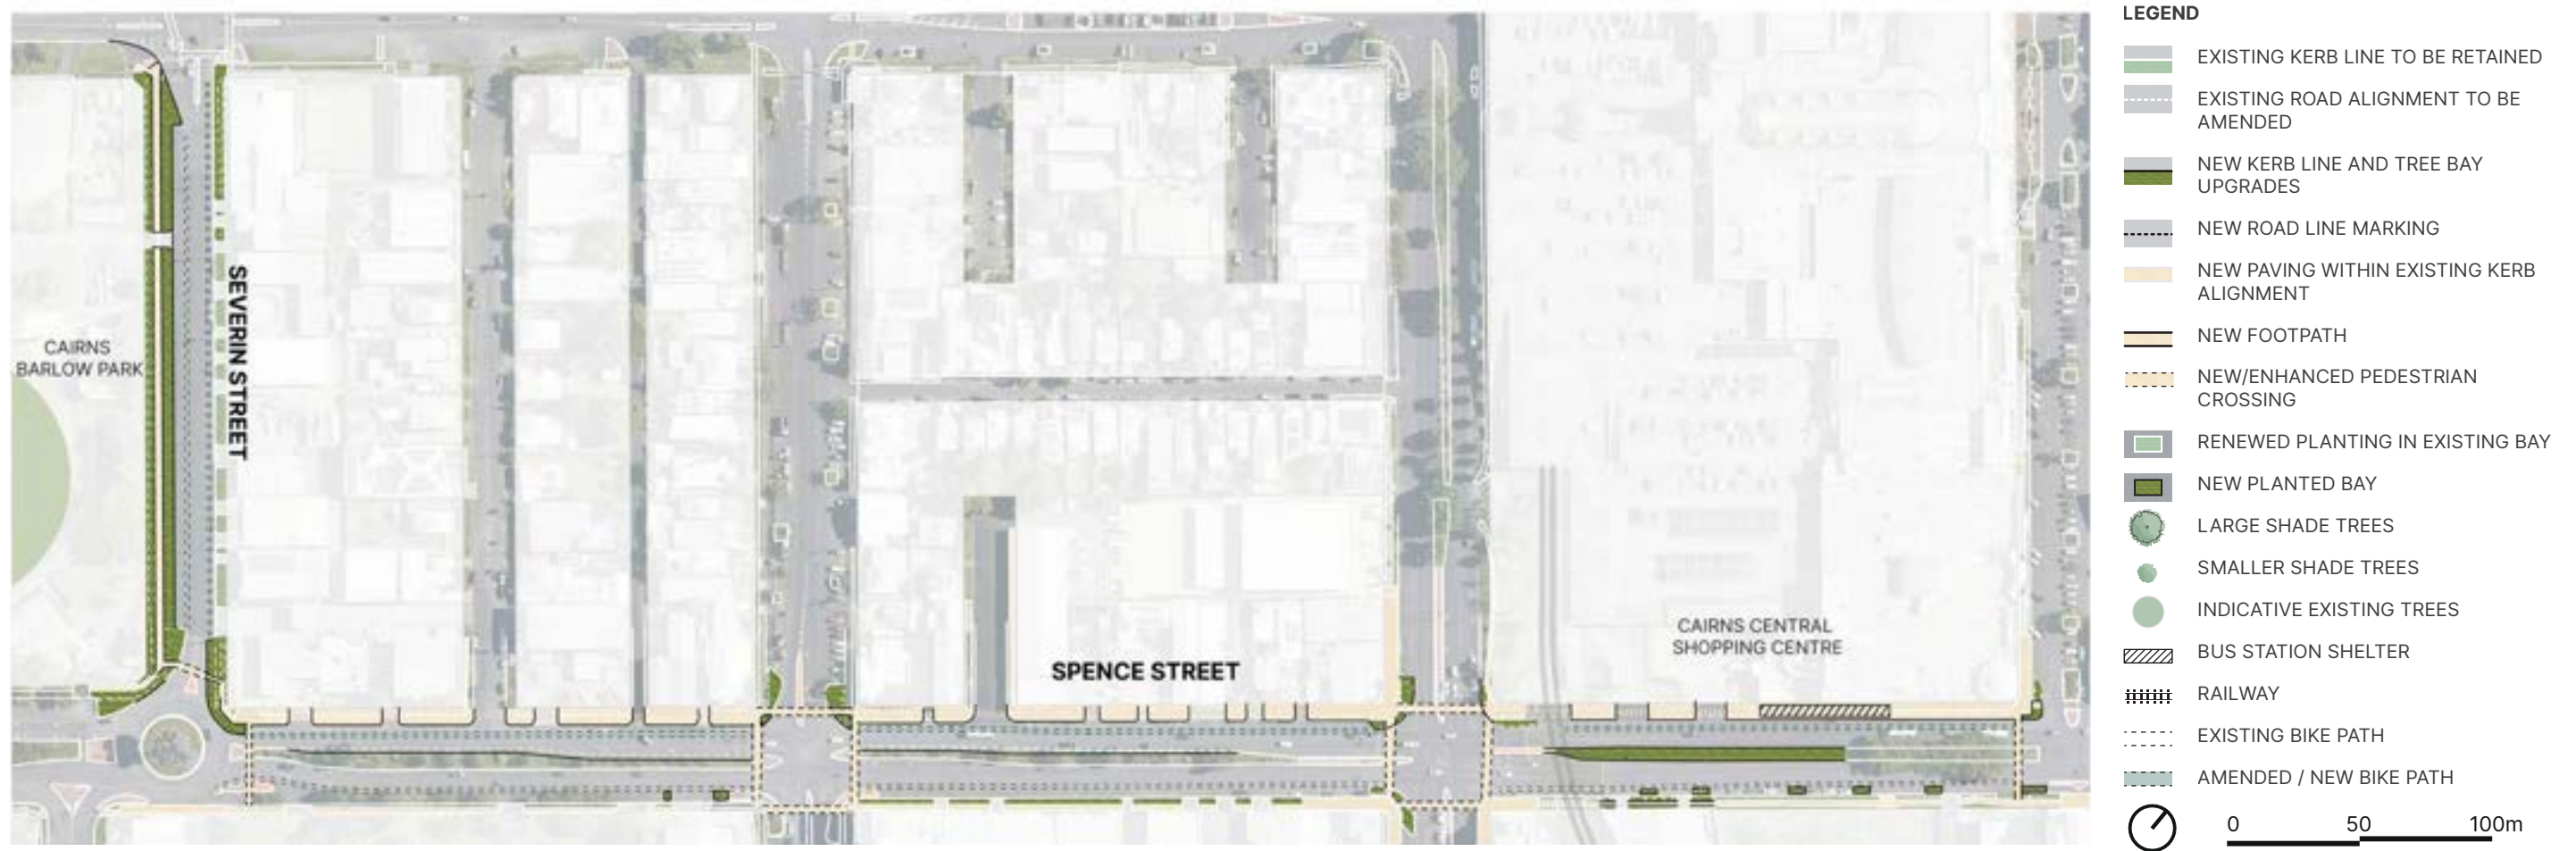 CAIRNS
BARLOW PARK
SEVERIN STREET
SPENCE STREET
CAIRNS CENTRAL
SHOPPING CENTRE
LEGEND
EXISTING KERB LINE TO BE RETAINED
EXISTING ROAD ALIGNMENT TO BE
AMENDED
NEW KERB LINE AND TREE BAY
UPGRADES
NEW ROAD LINE MARKING
NEW PAVING WITHIN EXISTING KERB
ALIGNMENT
NEW FOOTPATH
NEW/ENHANCED PEDESTRIAN
CROSSING
RENEWED PLANTING IN EXISTING BAY
NEW PLANTED BAY
LARGE SHADE TREES
SMALLER SHADE TREES
INDICATIVE EXISTING TREES
BUS STATION SHELTER
RAILWAY
EXISTING BIKE PATH
AMENDED / NEW BIKE PATH
0 50 100m